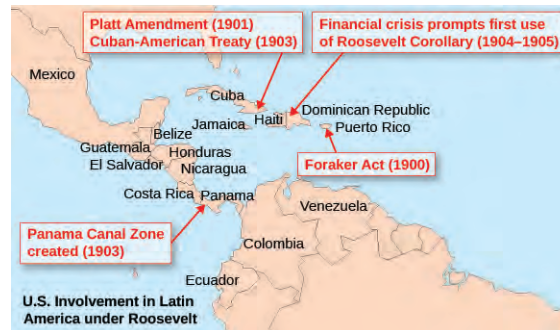 Platt Amendment (1901)
Cuban-American Treaty (1903)
Financial crisis prompts first use
of Roosevelt Corollary (1904–1905)
Mexico
Cuba
Dominican Republic
Haiti
Jamaica
Puerto Rico
Belize
Guatemala
Honduras
El Salvador
Nicaragua
Foraker Act (1900)
Costa Rica
Panama
Venezuela
Panama Canal Zone
created (1903)
Colombia
Ecuador
U.S. Involvement in Latin
America under Roosevelt